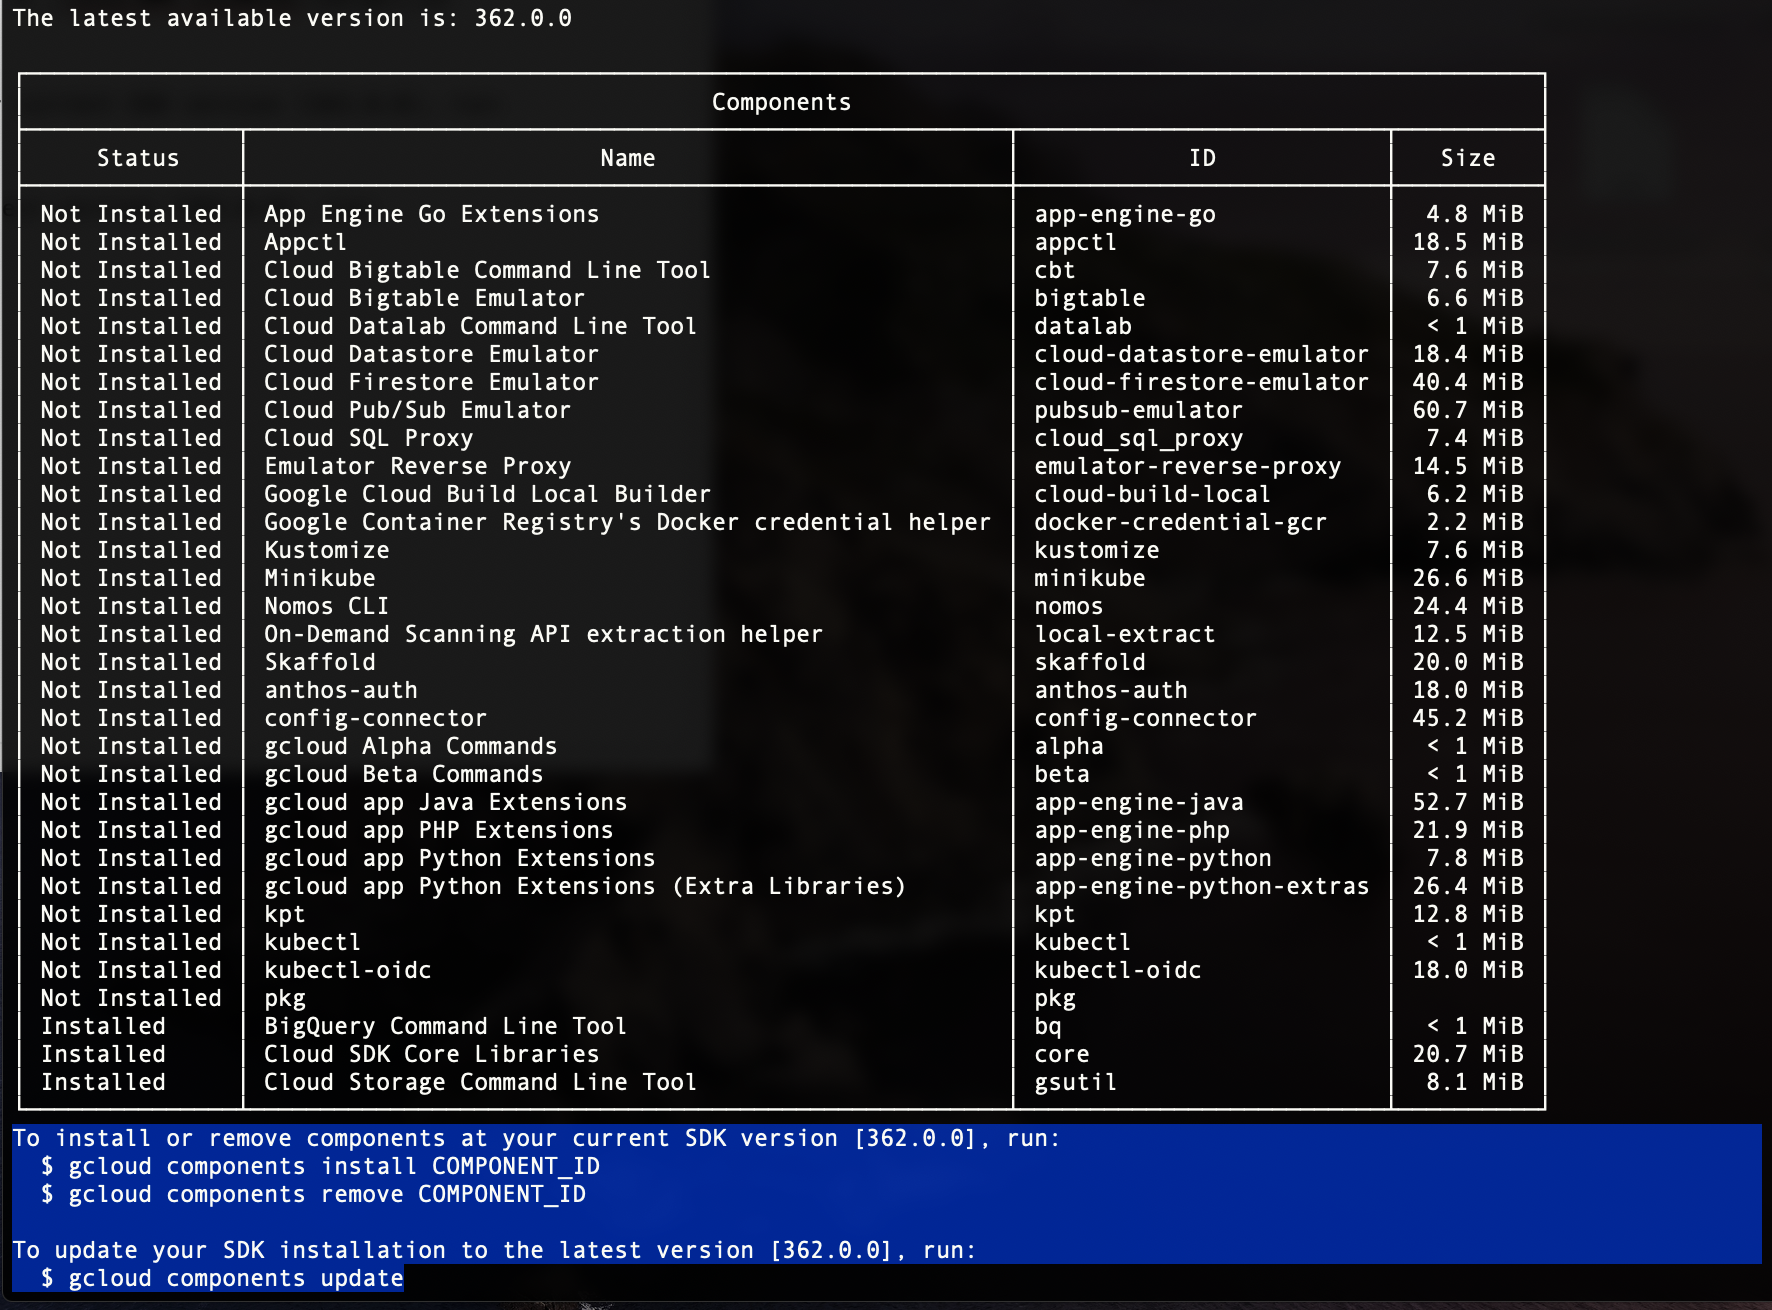 The latest available version is: 362.0.0
Components
Status Name ID Size
Not Installed App Engine Go Extensions app-engine-go 4.8 MiB
Not Installed Appctl appctl 18.5 MiB
Not Installed Cloud Bigtable Command Line Tool cbt 7.6 MiB
Not Installed Cloud Bigtable Emulator bigtable 6.6 MiB
Not Installed Cloud Datalab Command Line Tool datalab < 1 MiB
Not Installed Cloud Datastore Emulator cloud-datastore-emulator 18.4 MiB
Not Installed Cloud Firestore Emulator cloud-firestore-emulator 40.4 MiB
Not Installed Cloud Pub/Sub Emulator pubsub-emulator 60.7 MiB
Not Installed Cloud SQL Proxy cloud_sql_proxy 7.4 MiB
Not Installed Emulator Reverse Proxy emulator-reverse-proxy 14.5 MiB
Not Installed Google Cloud Build Local Builder cloud-build-local 6.2 MiB
Not Installed Google Container Registry's Docker credential helper docker-credential-gcr 2.2 MiB
Not Installed Kustomize kustomize 7.6 MiB
Not Installed Minikube minikube 26.6 MiB
Not Installed Nomos CLI nomos 24.4 MiB
Not Installed On-Demand Scanning API extraction helper local-extract 12.5 MiB
Not Installed Skaffold skaffold 20.0 MiB
Not Installed anthos-auth anthos-auth 18.0 MiB
Not Installed config-connector config-connector 45.2 MiB
Not Installed gcloud Alpha Commands alpha < 1 MiB
Not Installed gcloud Beta Commands beta < 1 MiB
Not Installed gcloud app Java Extensions app-engine-java 52.7 MiB
Not Installed gcloud app PHP Extensions app-engine-php 21.9 MiB
Not Installed gcloud app Python Extensions app-engine-python 7.8 MiB
Not Installed gcloud app Python Extensions (Extra Libraries) app-engine-python-extras 26.4 MiB
Not Installed kpt kpt 12.8 MiB
Not Installed kubectl kubectl < 1 MiB
Not Installed kubectl-oidc kubectl-oidc 18.0 MiB
Not Installed pkg pkg
Installed BigQuery Command Line Tool bq < 1 MiB
Installed Cloud SDK Core Libraries core 20.7 MiB
Installed Cloud Storage Command Line Tool gsutil 8.1 MiB
To install or remove components at your current SDK version [362.0.0], run:
$ gcloud components install COMPONENT_ID
$ gcloud components remove COMPONENT_ID
To update your SDK installation to the latest version [362.0.0], run:
$ gcloud components update